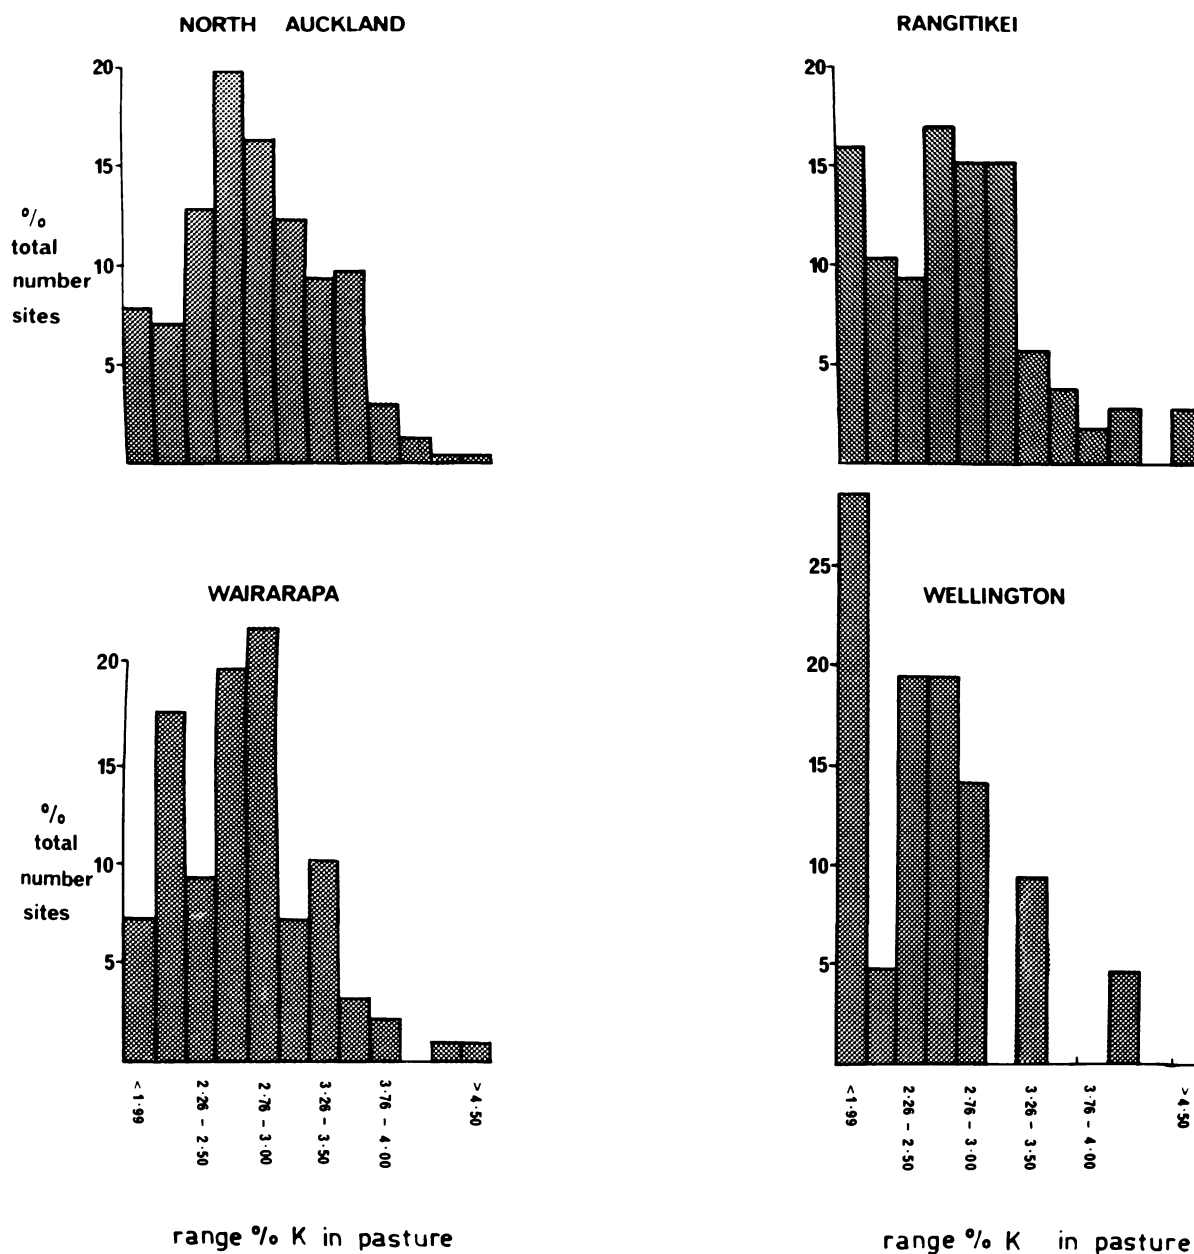 NORTH AUCKLAND
20
15
10
5
%
total
number
sites
RANGITIKEI
20
15
10
5
WAIRARAPA
20
15
10
5
%
total
number
sites
<1·99
2·26 - 2·50
2·76 - 3·00
3·26 - 3·50
3·76 - 4·00
>4·50
range % K in pasture
WELLINGTON
25
20
15
10
5
<1·99
2·26 - 2·50
2·76 - 3·00
3·26 - 3·50
3·76 - 4·00
>4·50
range % K in pasture